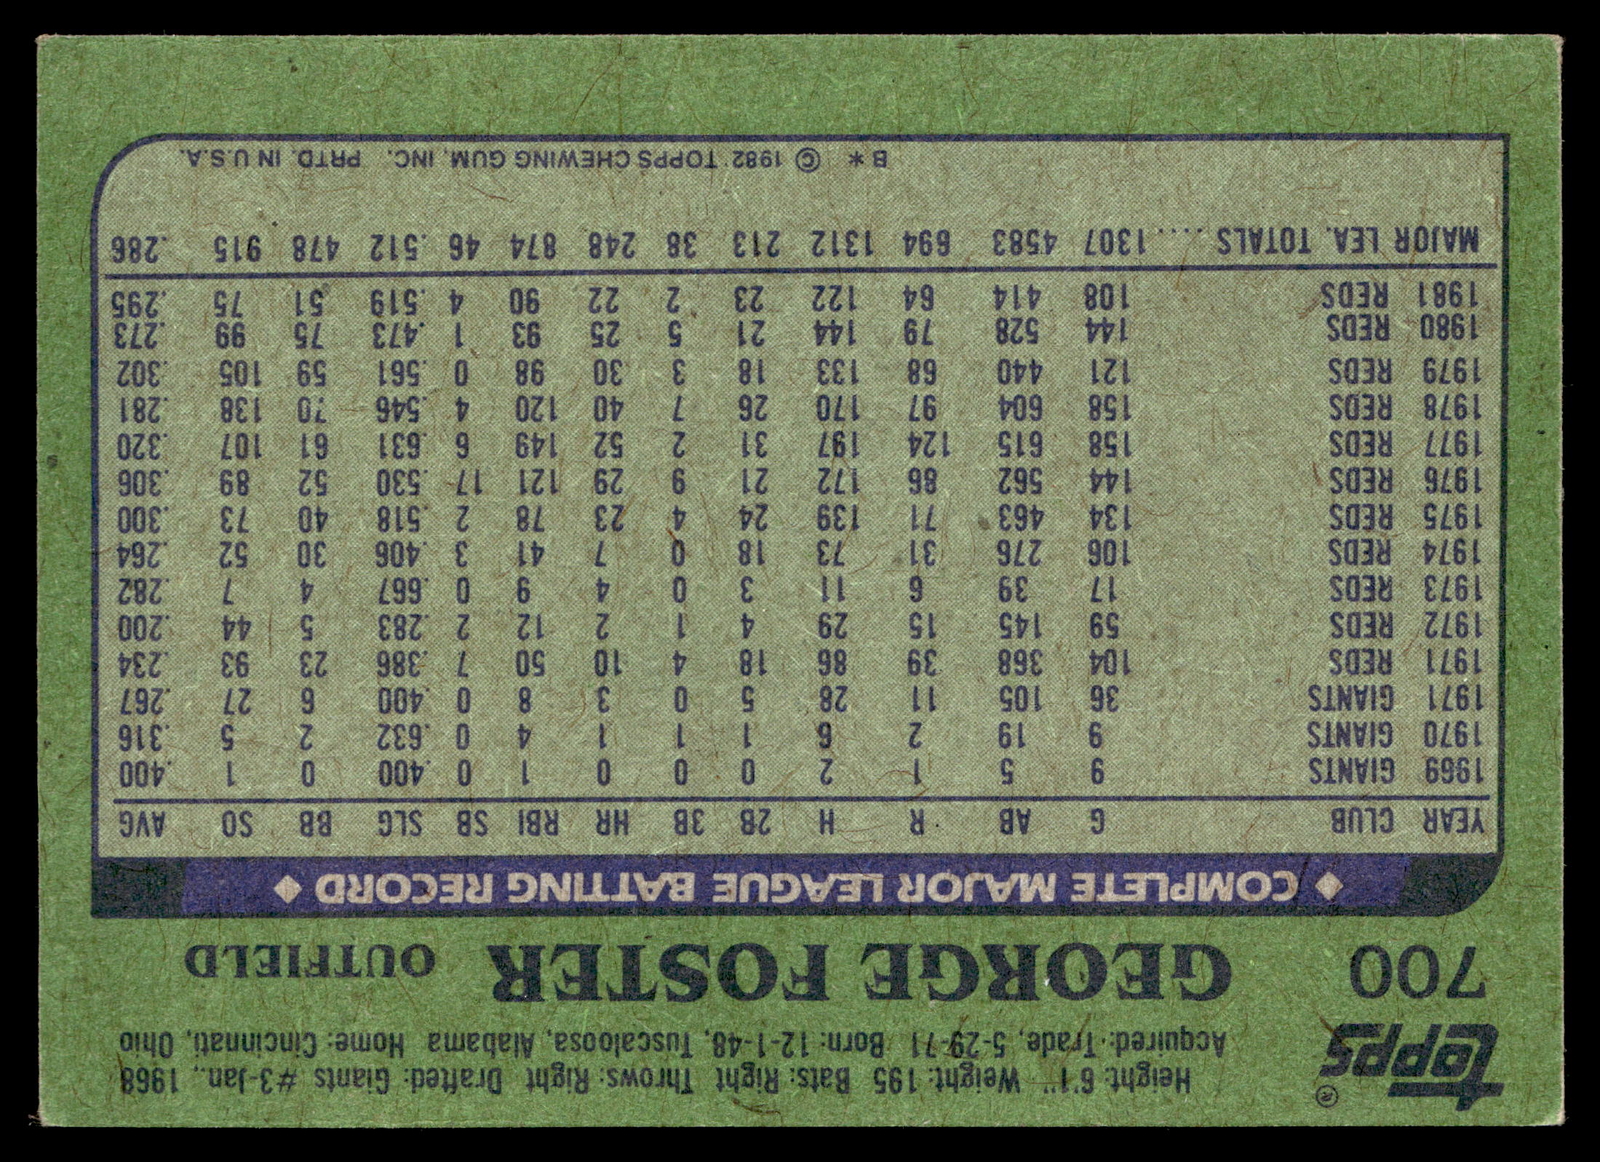 topps ®
Height: 6'1" Weight: 195 Bats: Right Throws: Right Drafted: Giants #3-Jan., 1968
Acquired: Trade, 5-29-71 Born: 12-1-48, Tuscaloosa, Alabama Home: Cincinnati, Ohio
700 GEORGE FOSTER OUTFIELD
COMPLETE MAJOR LEAGUE BATTING RECORD
YEAR CLUB G AB R H 2B 3B HR RBI SB SLG BB SO AVG
1969 GIANTS 9 5 1 2 0 0 0 1 0 .400 0 1 .400
1970 GIANTS 9 19 2 6 1 1 1 4 0 .632 2 5 .316
1971 GIANTS 36 105 11 28 5 0 3 8 0 .400 6 27 .267
1971 REDS 104 368 39 86 18 4 10 50 7 .386 23 93 .234
1972 REDS 59 145 15 29 4 1 2 12 2 .283 5 44 .200
1973 REDS 17 39 6 11 3 0 4 9 0 .667 4 7 .282
1974 REDS 106 276 31 73 18 0 7 41 3 .406 30 52 .264
1975 REDS 134 463 71 139 24 4 23 78 2 .518 40 73 .300
1976 REDS 144 562 86 172 21 9 29 121 17 .530 52 89 .306
1977 REDS 158 615 124 197 31 2 52 149 6 .631 61 107 .320
1978 REDS 158 604 97 170 26 7 40 120 4 .546 70 138 .281
1979 REDS 121 440 68 133 18 3 30 98 0 .561 59 105 .302
1980 REDS 144 528 79 144 21 5 25 93 1 .473 75 99 .273
1981 REDS 108 414 64 122 23 2 22 90 4 .519 51 75 .295
MAJOR LEA. TOTALS .... 1307 4583 694 1312 213 38 248 874 46 .512 478 915 .286
B* © 1982 TOPPS CHEWING GUM, INC. PRTD. IN U.S.A.